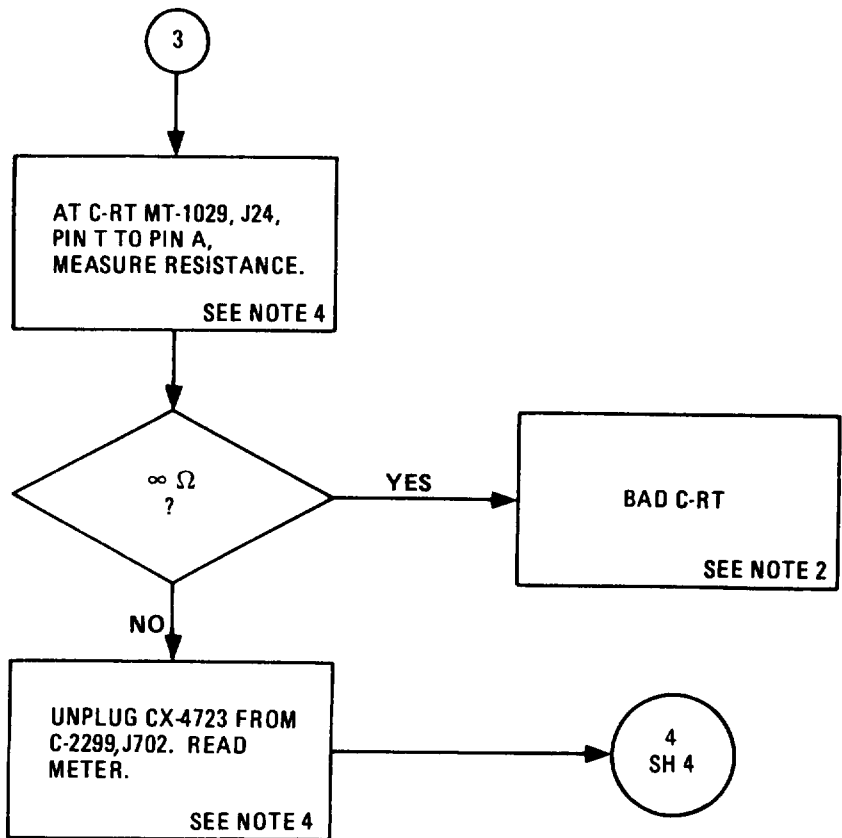 3
AT C-RT MT-1029, J24,
PIN T TO PIN A,
MEASURE RESISTANCE.
SEE NOTE 4
∞ Ω
?
YES
BAD C-RT
SEE NOTE 2
NO
UNPLUG CX-4723 FROM
C-2299,J702. READ
METER.
SEE NOTE 4
4
SH 4